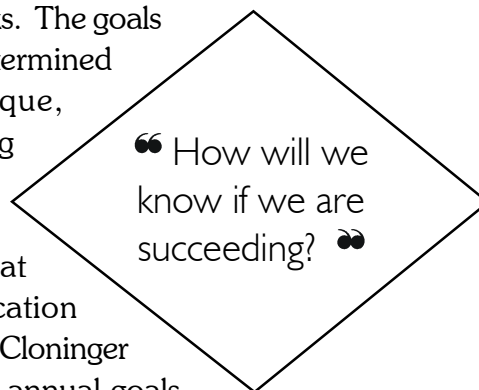 s. The goals
ermined
que,
g
at
cation
Cloninger
annual goals
❝ How will we
know if we are
succeeding? ❞